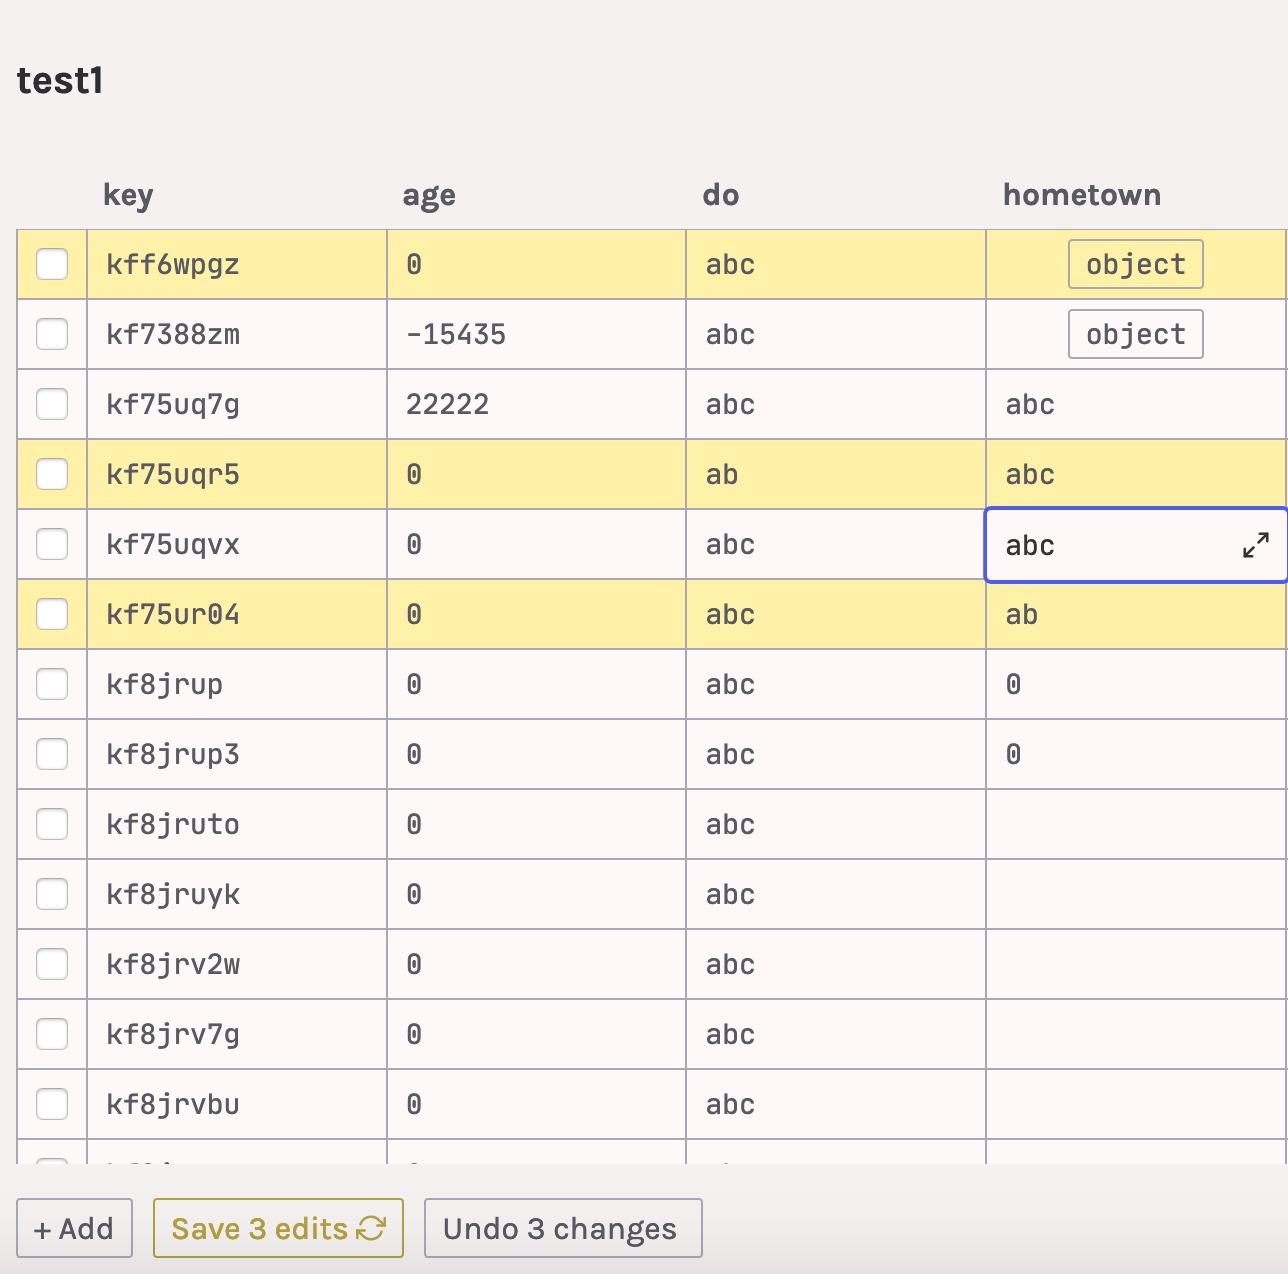 test1
key age do hometown
kff6wpgz 0 abc object
kf7388zm -15435 abc object
kf75uq7g 22222 abc abc
kf75uqr5 0 ab abc
kf75uqvx 0 abc abc
kf75ur04 0 abc ab
kf8jrup 0 abc 0
kf8jrup3 0 abc 0
kf8jruto 0 abc
kf8jruyk 0 abc
kf8jrv2w 0 abc
kf8jrv7g 0 abc
kf8jrvbu 0 abc
+ Add Save 3 edits Undo 3 changes